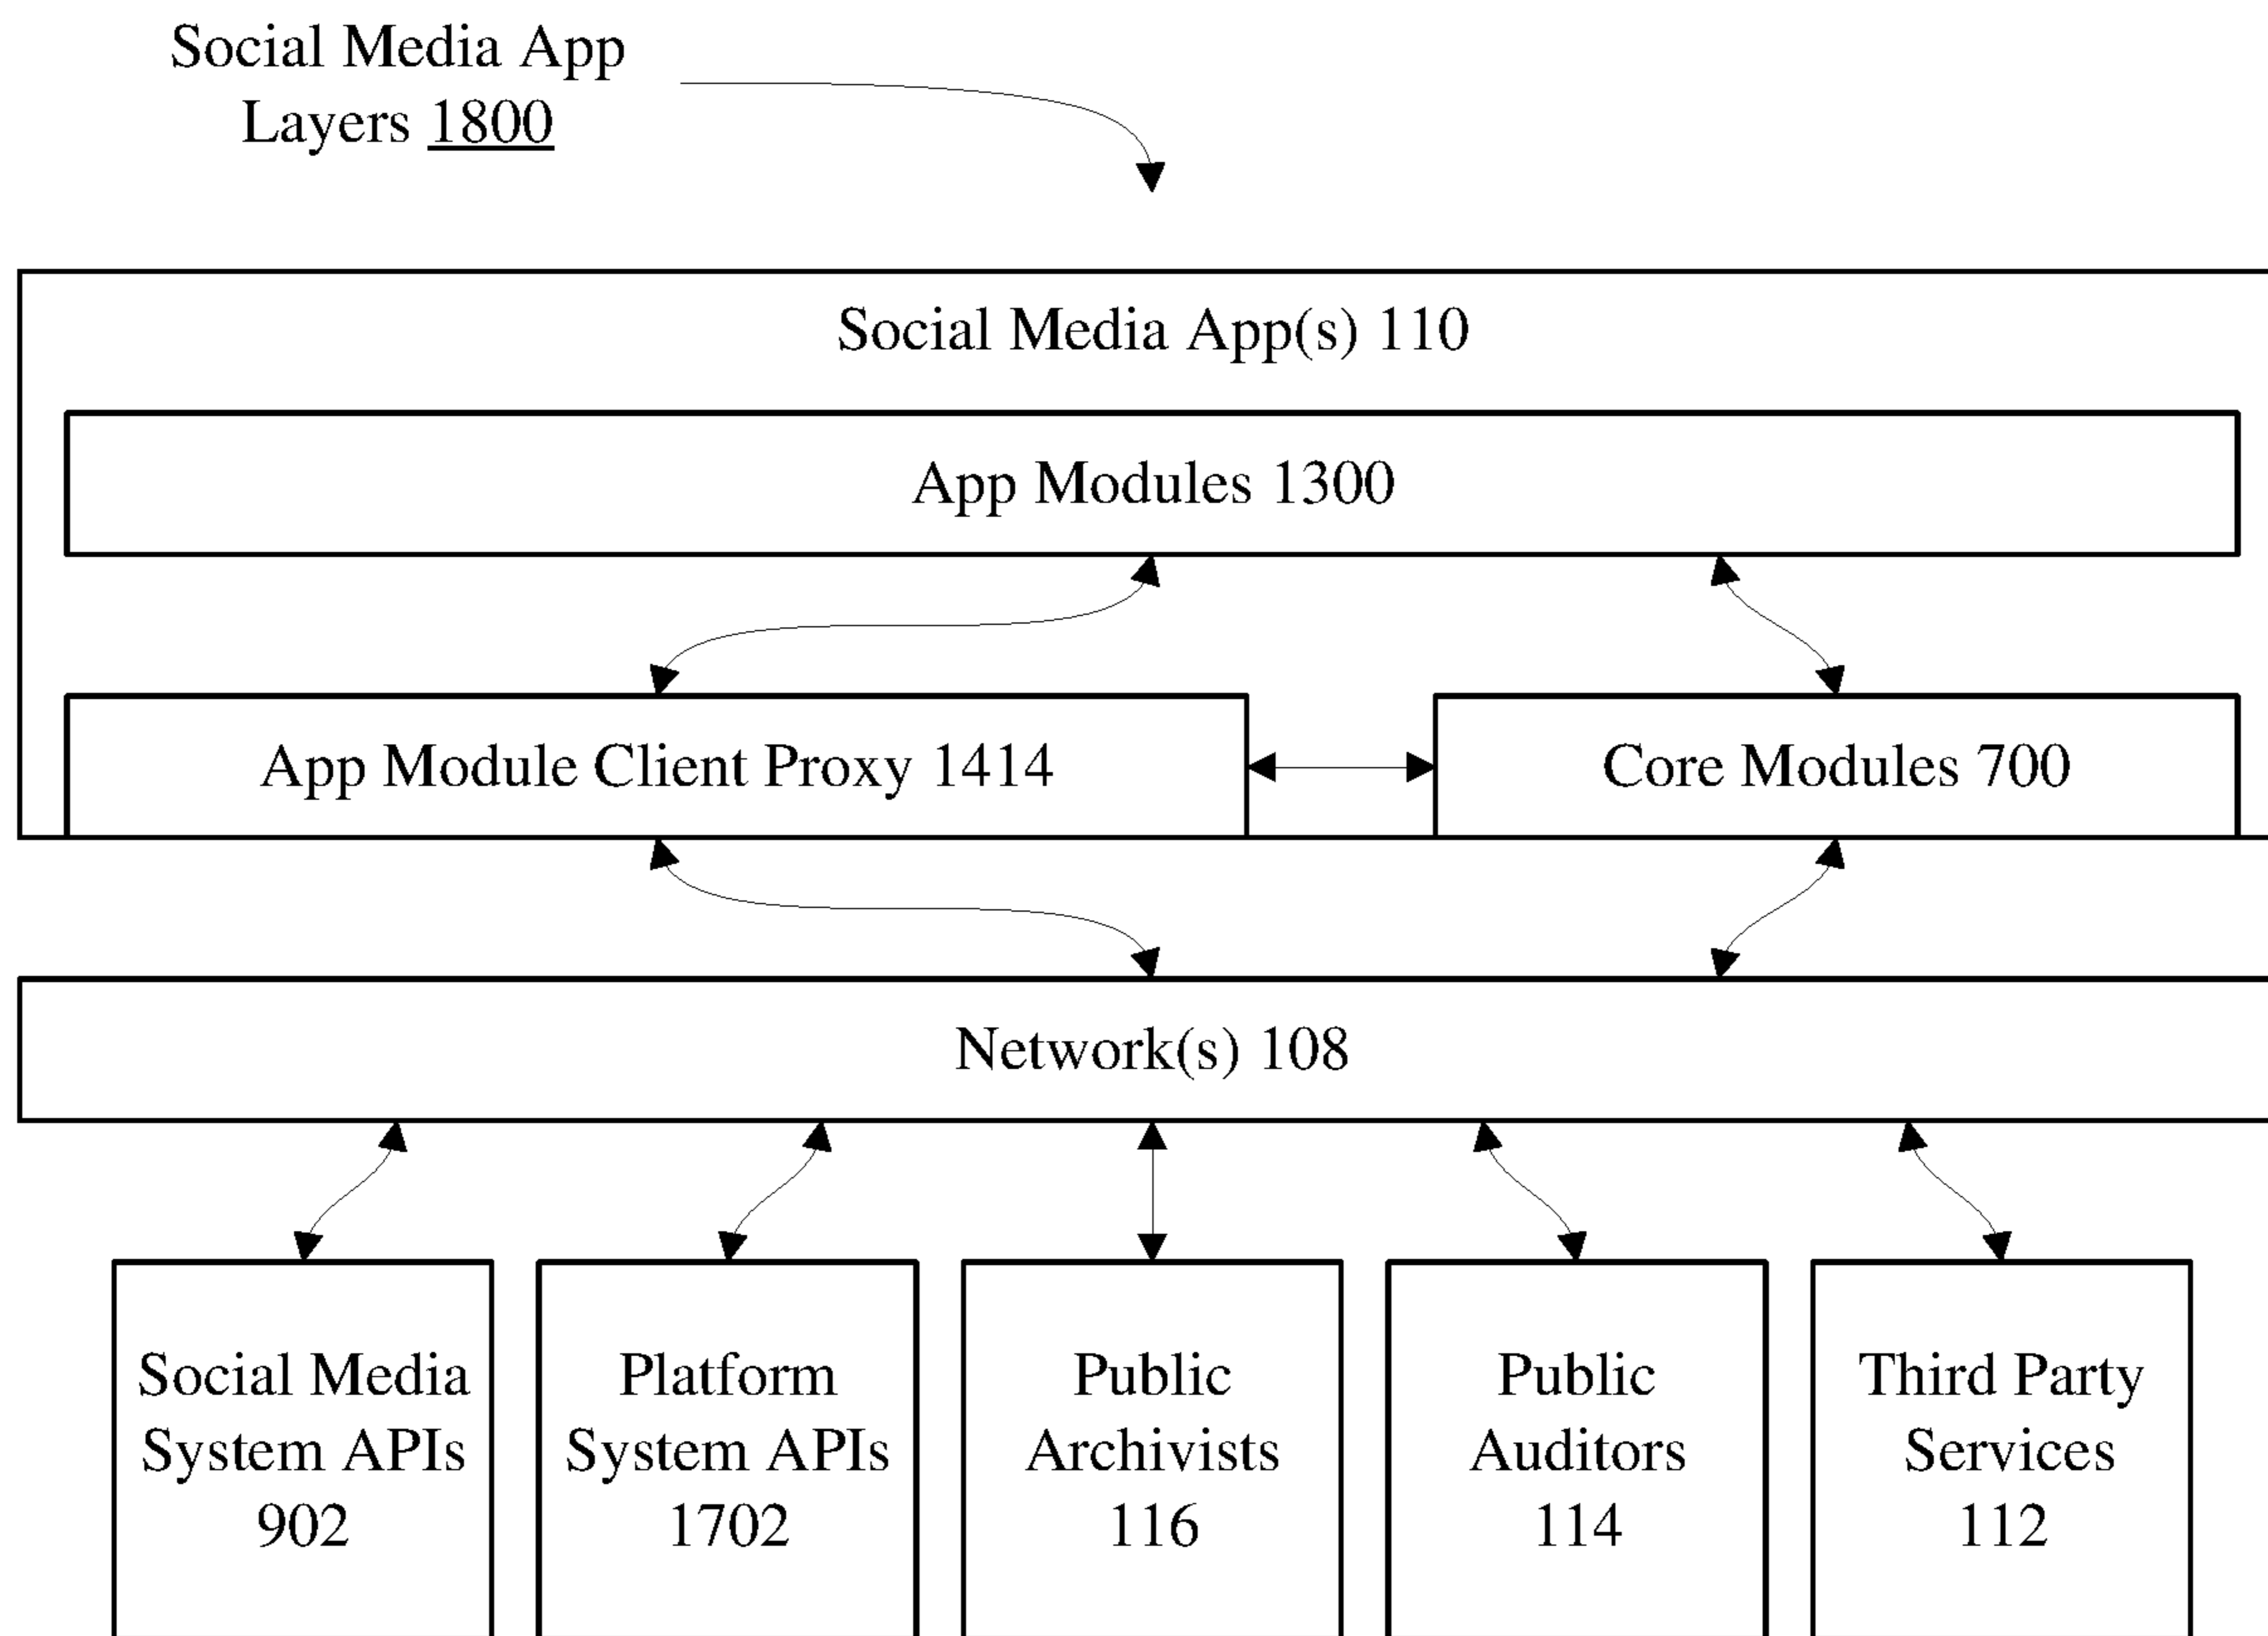 Social Media App
Layers 1800
Social Media App(s) 110
App Modules 1300
App Module Client Proxy 1414
Core Modules 700
Network(s) 108
Social Media
System APIs
902
Platform
System APIs
1702
Public
Archivists
116
Public
Auditors
114
Third Party
Services
112